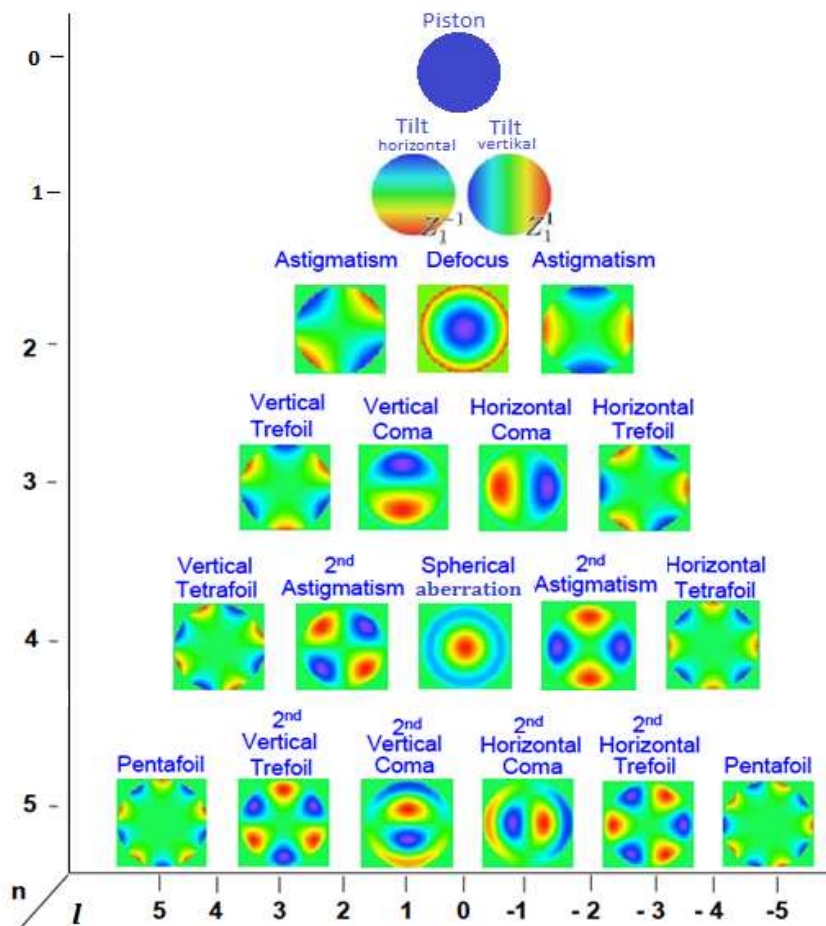 Piston
0
Tilt Tilt
horizontal vertikal
1
Z₁⁻¹ Z₁¹
Astigmatism Defocus Astigmatism
2
Vertical Vertical Horizontal Horizontal
Trefoil Coma Coma Trefoil
3
Vertical 2nd Spherical 2nd Horizontal
Tetrafoil Astigmatism aberration Astigmatism Tetrafoil
4
2nd 2nd 2nd 2nd
Vertical Vertical Horizontal Horizontal
Pentafoil Trefoil Coma Coma Trefoil Pentafoil
5
n
l 5 4 3 2 1 0 -1 - 2 - 3 - 4 -5